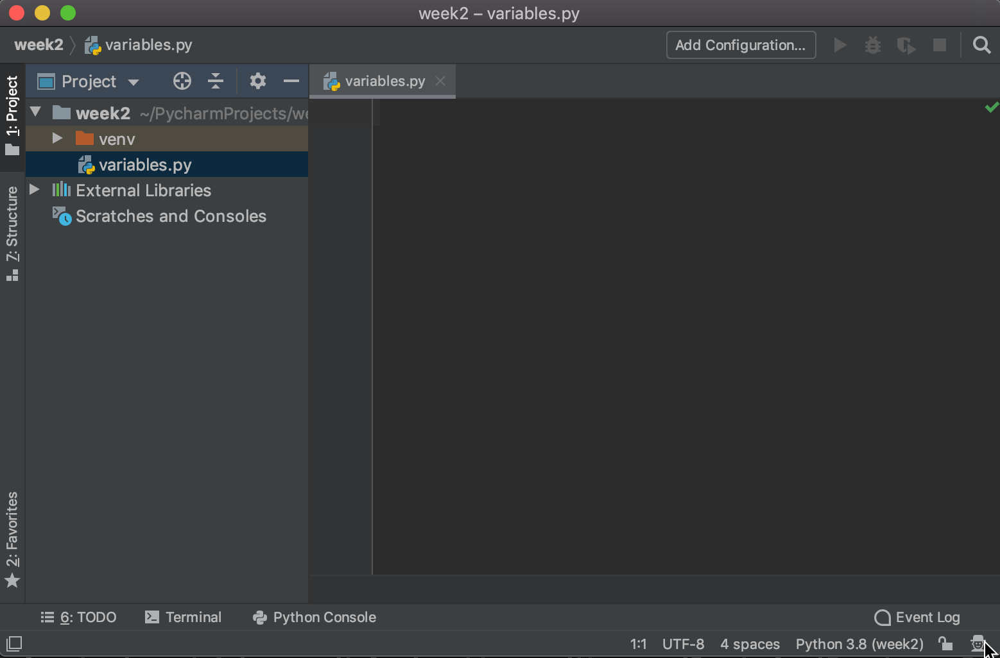 week2 – variables.py
week2 variables.py Add Configuration...
1: Project
Project
variables.py
week2 ~/PycharmProjects/we
venv
variables.py
External Libraries
Scratches and Consoles
7: Structure
2: Favorites
6: TODO Terminal Python Console Event Log
1:1 UTF-8 4 spaces Python 3.8 (week2)